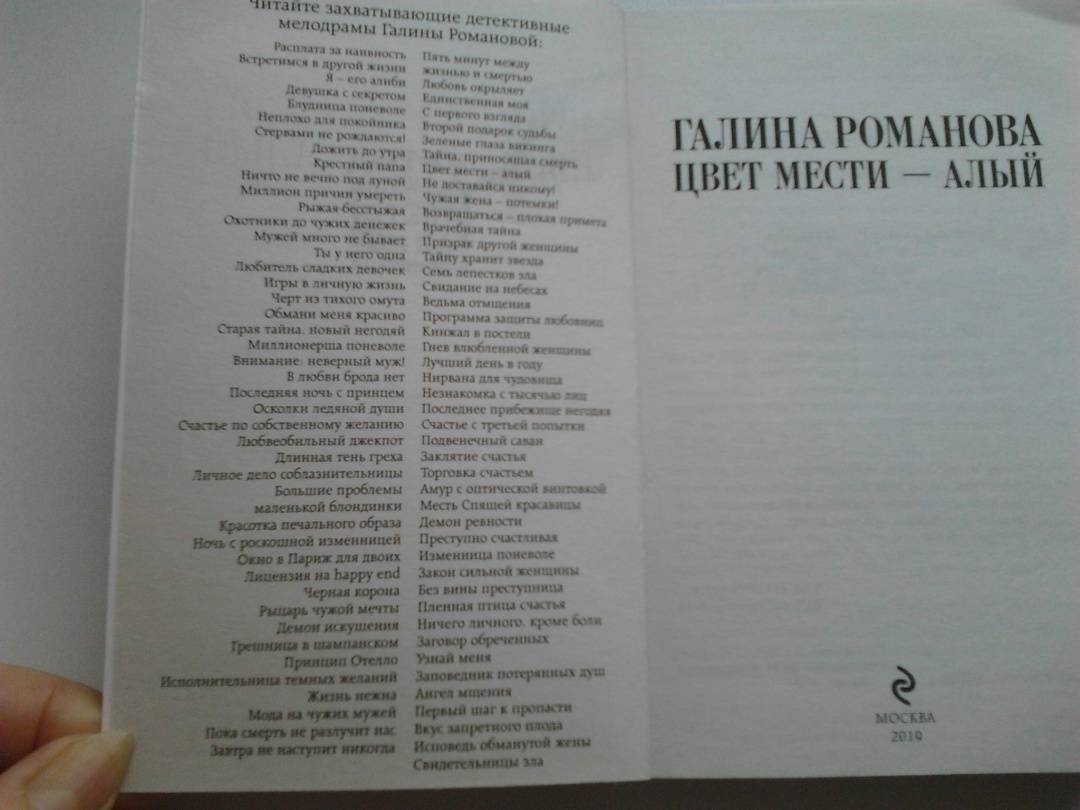 Читайте захватывающие детективные
мелодрамы Галины Романовой:
Расплата за наивность
Встретимся в другой жизни
Я – его алиби
Девушка с секретом
Блудница поневоле
Неплохо для покойника
Стервами не рождаются!
Дожить до утра
Крестный папа
Ничто не вечно под луной
Миллион причин умереть
Рыжая-бесстыжая
Охотники до чужих денежек
Мужей много не бывает
Ты у него одна
Любитель сладких девочек
Игры в личную жизнь
Черт из тихого омута
Обмани меня красиво
Старая тайна, новый негодяй
Миллионерша поневоле
Внимание: неверный муж!
В любви брода нет
Последняя ночь с принцем
Осколки ледяной души
Счастье по собственному желанию
Любвеобильный джекпот
Длинная тень греха
Личное дело соблазнительницы
Большие проблемы
маленькой блондинки
Красотка печального образа
Ночь с роскошной изменницей
Окно в Париж для двоих
Лицензия на happy end
Черная корона
Рыцарь чужой мечты
Демон искушения
Грешница в шампанском
Принцип Отелло
Исполнительница темных желаний
Жизнь нежна
Мода на чужих мужей
Пока смерть не разлучит нас
Завтра не наступит никогда
Пять минут между
жизнью и смертью
Любовь окрыляет
Единственная моя
С первого взгляда
Второй подарок судьбы
Зеленые глаза викинга
Тайна, приносящая смерть
Цвет мести – алый
Не доставайся никому!
Чужая жена – потемки!
Возвращаться – плохая примета
Врачебная тайна
Призрак другой женщины
Тайну хранит звезда
Семь лепестков зла
Свидание на небесах
Ведьма отмщения
Программа защиты любовниц
Кинжал в постели
Гнев влюбленной женщины
Лучший день в году
Нирвана для чудовища
Незнакомка с тысячью лиц
Последнее прибежище негодяя
Счастье с третьей попытки
Подвенечный саван
Заклятие счастья
Торговка счастьем
Амур с оптической винтовкой
Месть Спящей красавицы
Демон ревности
Преступно счастливая
Изменница поневоле
Закон сильной женщины
Без вины преступница
Пленная птица счастья
Ничего личного, кроме боли
Заговор обреченных
Узнай меня
Заповедник потерянных душ
Ангел мщения
Первый шаг к пропасти
Вкус запретного плода
Исповедь обманутой жены
Свидетельницы зла
ГАЛИНА РОМАНОВА
ЦВЕТ МЕСТИ — АЛЫЙ
МОСКВА
2019